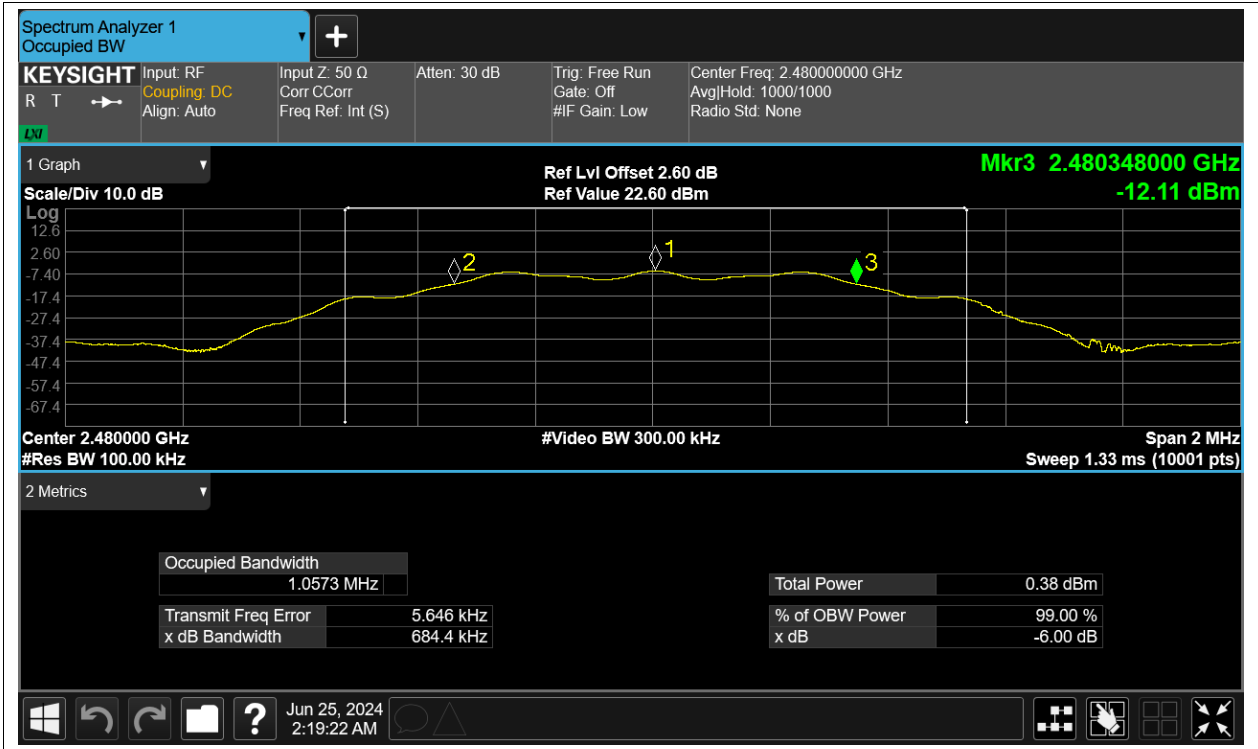 Spectrum Analyzer 1
Occupied BW
▼
+
KEYSIGHT
R T
LXI
Input: RF
Coupling: DC
Align: Auto
Input Z: 50 Ω
Corr CCorr
Freq Ref: Int (S)
Atten: 30 dB
Trig: Free Run
Gate: Off
#IF Gain: Low
Center Freq: 2.480000000 GHz
Avg|Hold: 1000/1000
Radio Std: None
1 Graph ▼
Scale/Div 10.0 dB
Ref Lvl Offset 2.60 dB
Ref Value 22.60 dBm
Mkr3 2.480348000 GHz
-12.11 dBm
Log
12.6
2.60
-7.40
-17.4
-27.4
-37.4
-47.4
-57.4
-67.4
2
1
3
Center 2.480000 GHz
#Res BW 100.00 kHz
#Video BW 300.00 kHz
Span 2 MHz
Sweep 1.33 ms (10001 pts)
2 Metrics ▼
Occupied Bandwidth
1.0573 MHz
Transmit Freq Error 5.646 kHz
x dB Bandwidth 684.4 kHz
Total Power 0.38 dBm
% of OBW Power 99.00 %
x dB -6.00 dB
?
Jun 25, 2024
2:19:22 AM